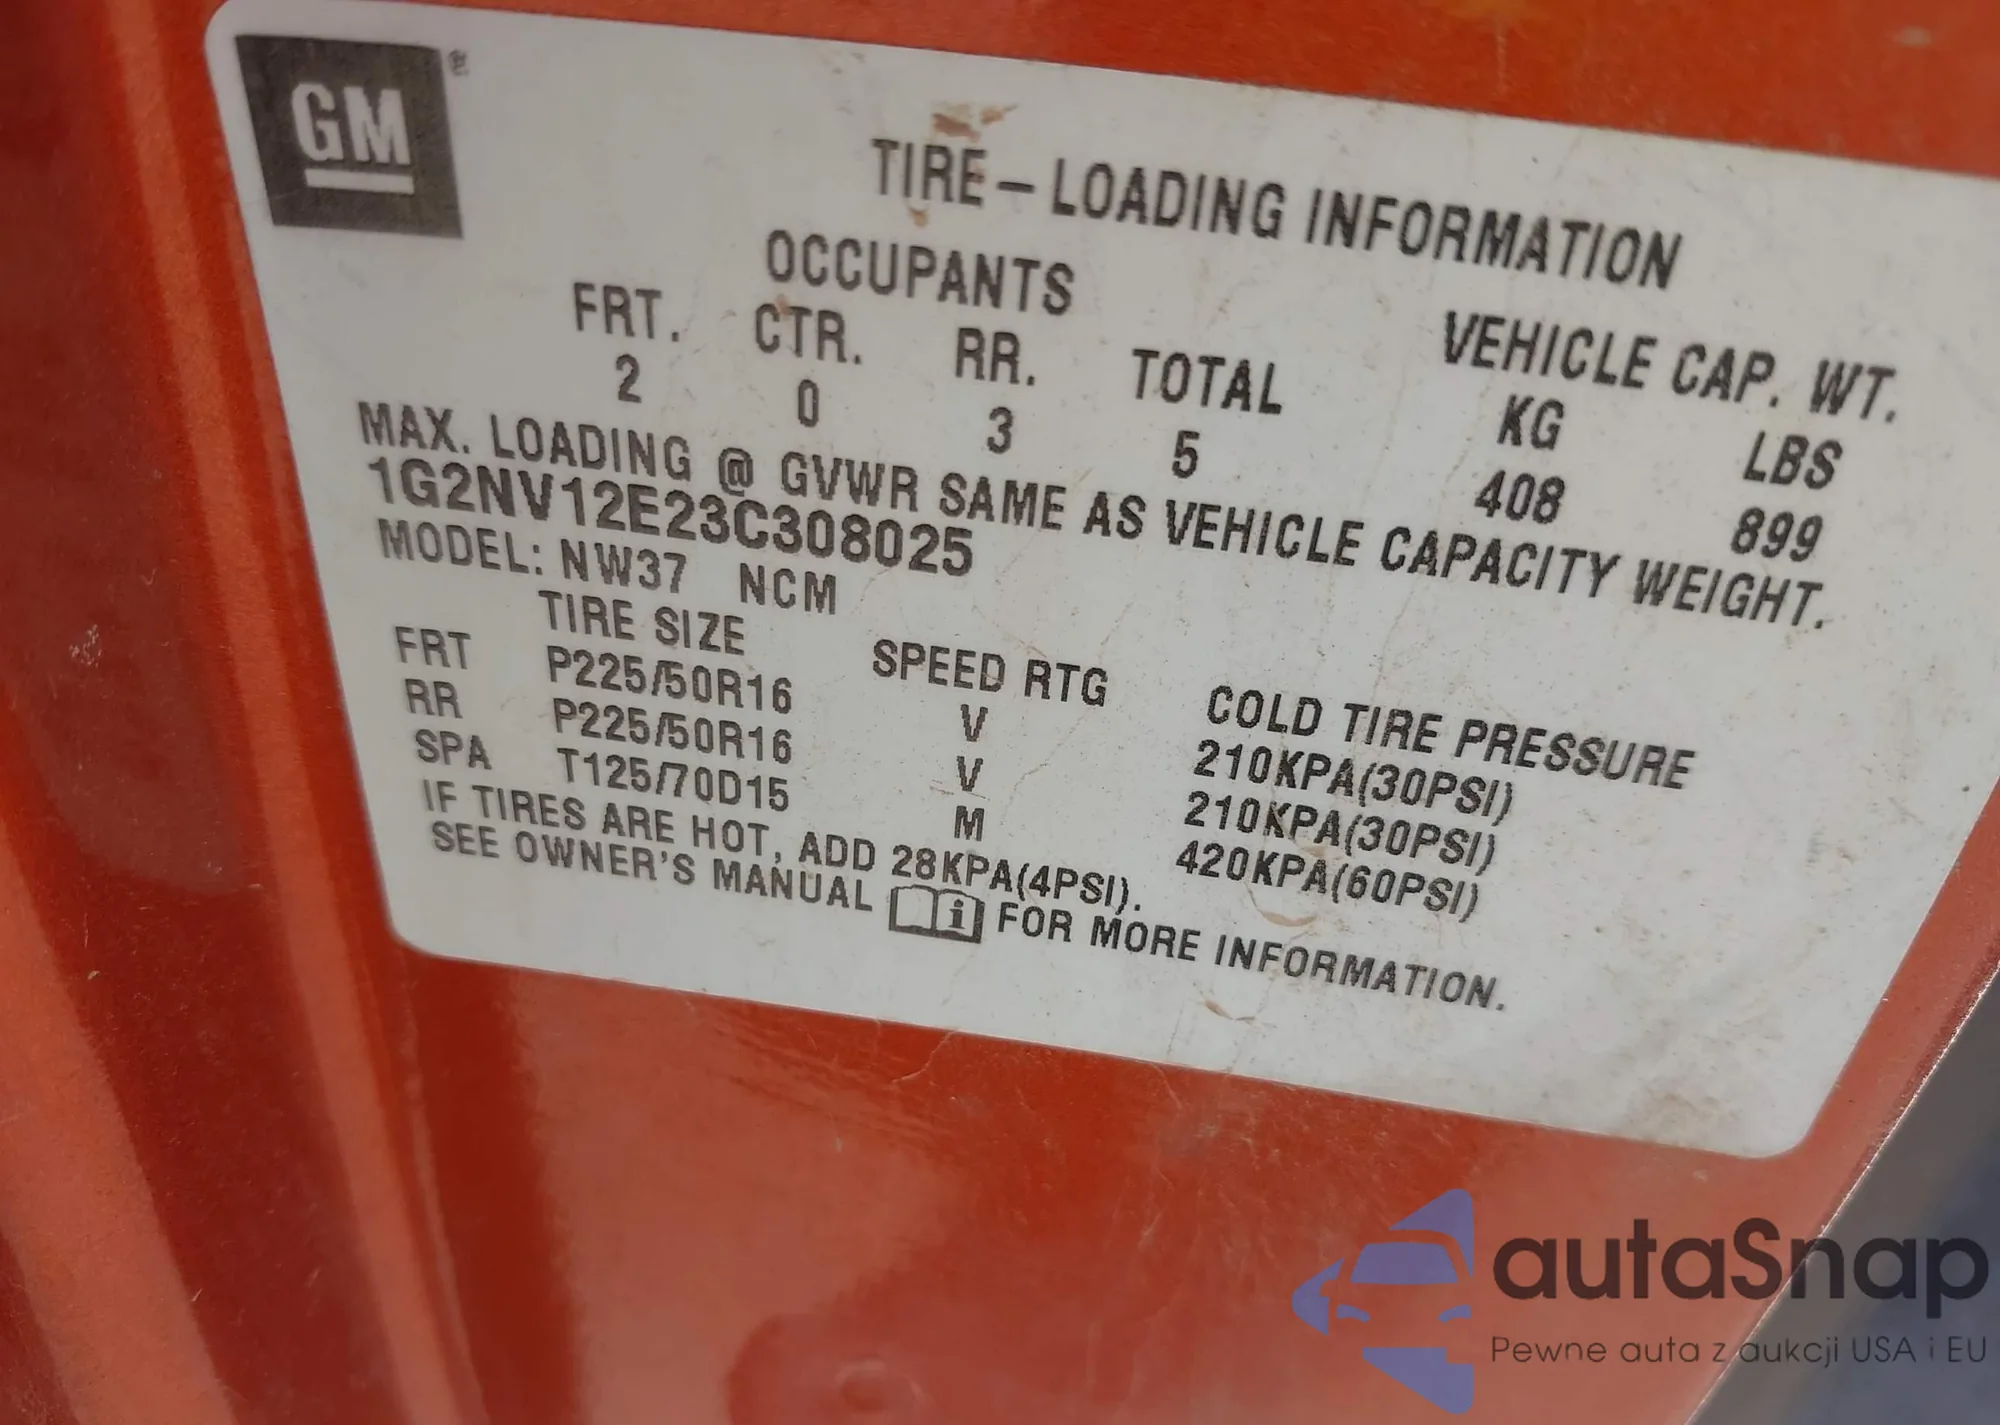 GM®
TIRE – LOADING INFORMATION
OCCUPANTS VEHICLE CAP. WT.
FRT. CTR. RR. TOTAL KG LBS
2 0 3 5 408 899
MAX. LOADING @ GVWR SAME AS VEHICLE CAPACITY WEIGHT.
1G2NV12E23C308025
MODEL: NW37 NCM
TIRE SIZE SPEED RTG COLD TIRE PRESSURE
FRT P225/50R16 V 210KPA(30PSI)
RR P225/50R16 V 210KPA(30PSI)
SPA T125/70D15 M 420KPA(60PSI)
IF TIRES ARE HOT, ADD 28KPA(4PSI).
SEE OWNER'S MANUAL i FOR MORE INFORMATION.
autaSnap
Pewne auta z aukcji USA i EU